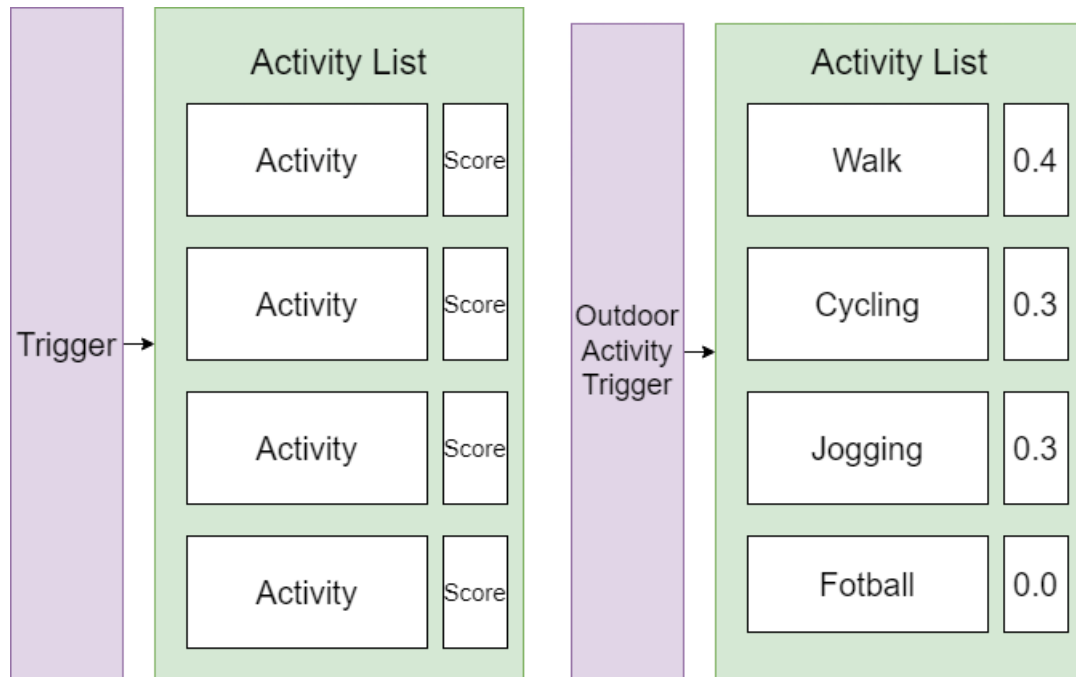 Trigger
Activity List
Activity
Score
Activity
Score
Activity
Score
Activity
Score
Outdoor
Activity
Trigger
Activity List
Walk
0.4
Cycling
0.3
Jogging
0.3
Fotball
0.0